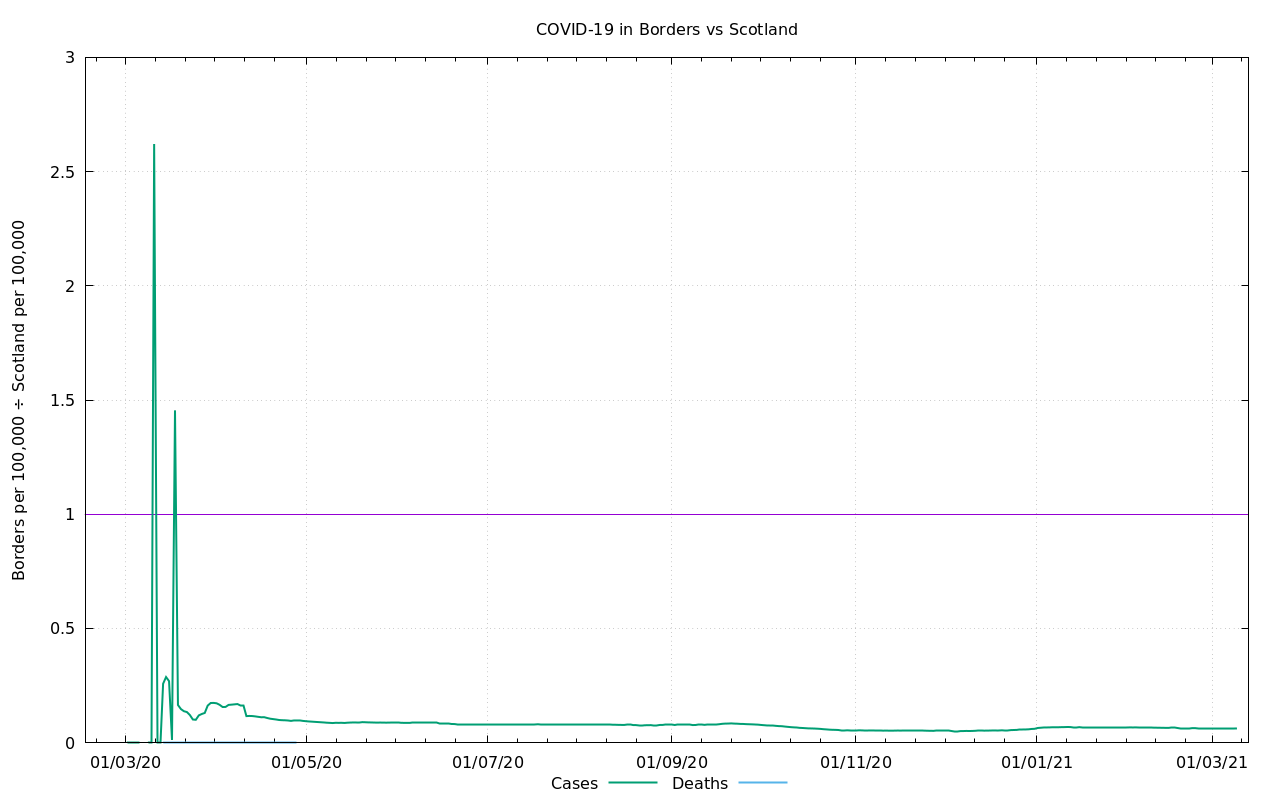 COVID-19 in Borders vs Scotland
Borders per 100,000 ÷ Scotland per 100,000
3
2.5
2
1.5
1
0.5
0
01/03/20 01/05/20 01/07/20 01/09/20 01/11/20 01/01/21 01/03/21
Cases Deaths